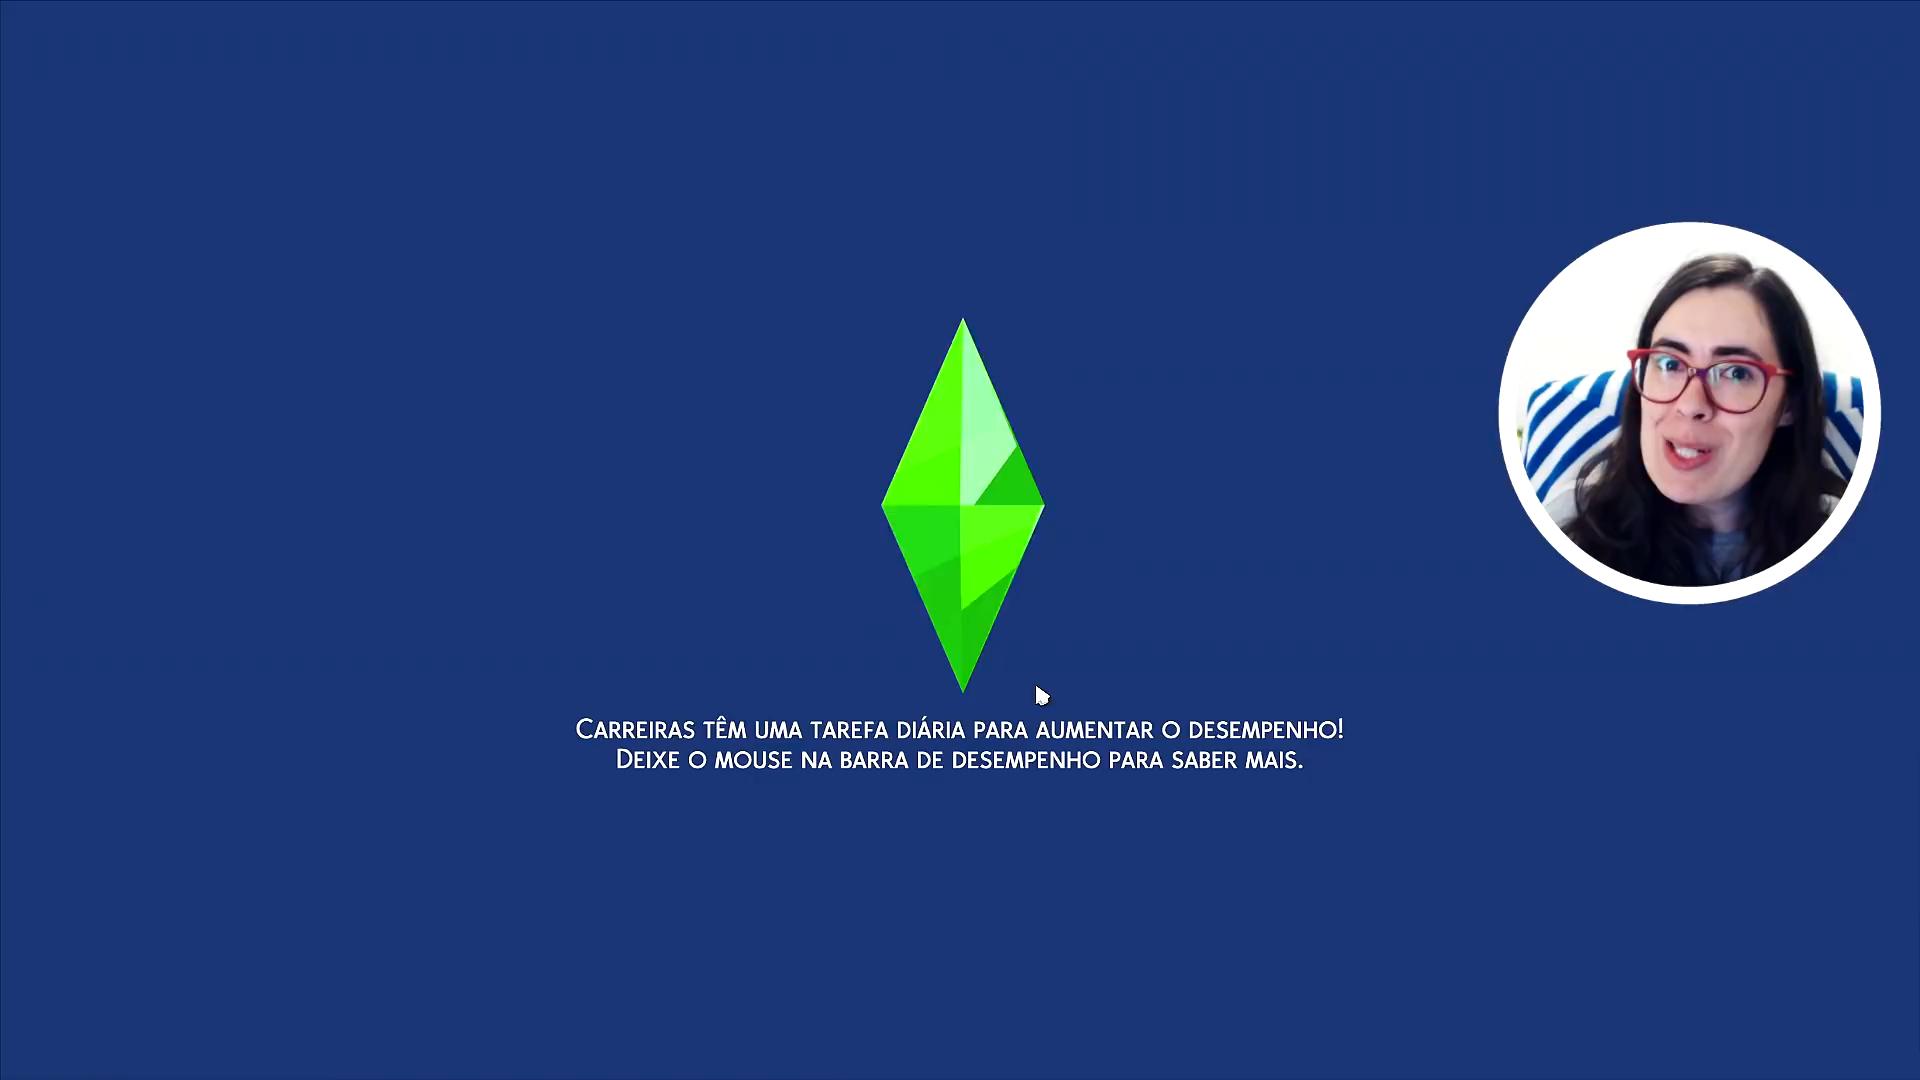 Carreiras têm uma tarefa diária para aumentar o desempenho!
Deixe o mouse na barra de desempenho para saber mais.